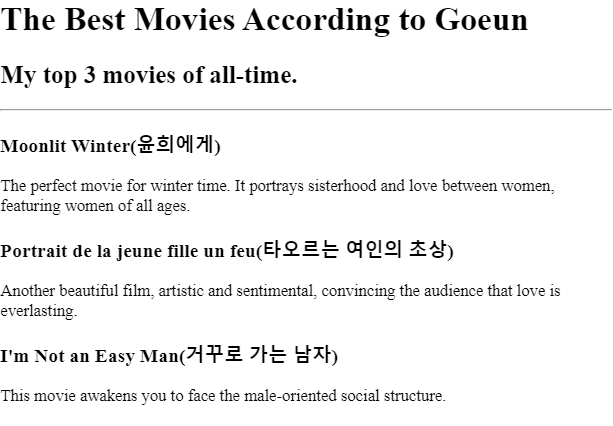 The Best Movies According to Goeun
My top 3 movies of all-time.
Moonlit Winter(윤희에게)
The perfect movie for winter time. It portrays sisterhood and love between women,
featuring women of all ages.
Portrait de la jeune fille un feu(타오르는 여인의 초상)
Another beautiful film, artistic and sentimental, convincing the audience that love is
everlasting.
I'm Not an Easy Man(거꾸로 가는 남자)
This movie awakens you to face the male-oriented social structure.